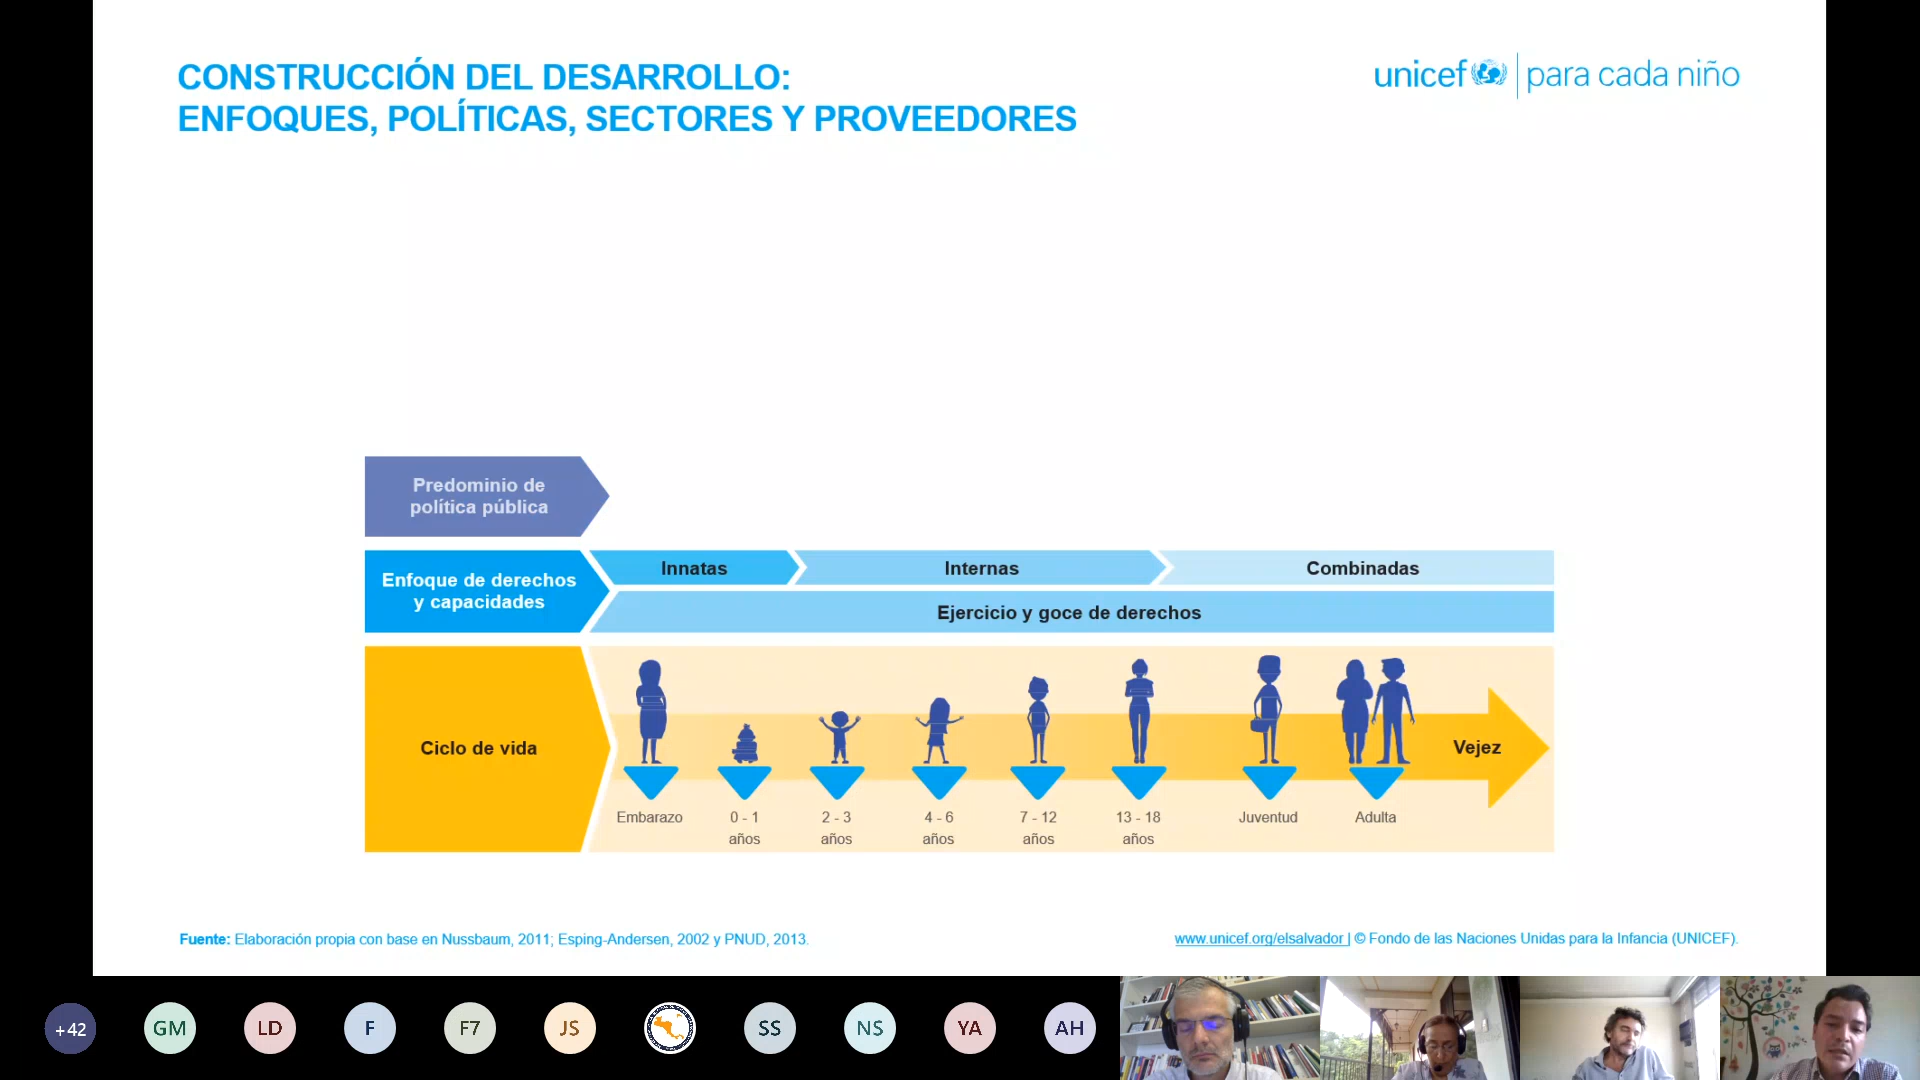 CONSTRUCCIÓN DEL DESARROLLO:
ENFOQUES, POLÍTICAS, SECTORES Y PROVEEDORES
unicef para cada niño
Predominio de
política pública
Enfoque de derechos
y capacidades
Innatas
Internas
Combinadas
Ejercicio y goce de derechos
Ciclo de vida
Vejez
Embarazo
0 - 1
años
2 - 3
años
4 - 6
años
7 - 12
años
13 - 18
años
Juventud
Adulta
Fuente: Elaboración propia con base en Nussbaum, 2011; Esping-Andersen, 2002 y PNUD, 2013.
www.unicef.org/elsalvador | © Fondo de las Naciones Unidas para la Infancia (UNICEF).
+42
GM
LD
F
F7
JS
SS
NS
YA
AH